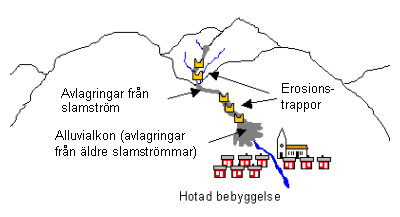 Avlagringar från
slamström
Erosions-
trappor
Alluvialkon (avlagringar
från äldre slamströmmar)
Hotad bebyggelse